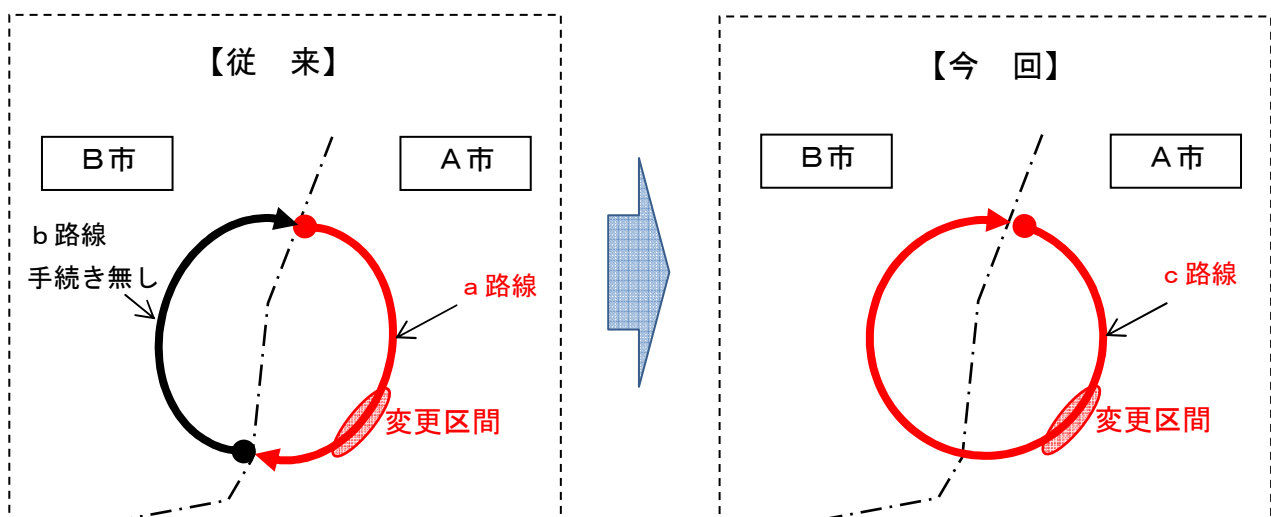 【従　来】
B市
A市
b路線
手続き無し
a路線
変更区間
【今　回】
B市
A市
c路線
変更区間